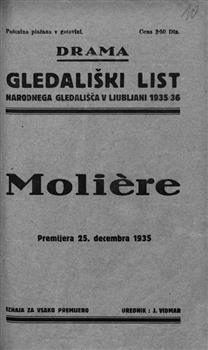 Poštnina plačana v gotovini. Cena 2·50 Din.
DRAMA
GLEDALIŠKI LIST
NARODNEGA GLEDALIŠČA V LJUBLJANI 1935/36
Molière
Premijera 25. decembra 1935
IZHAJA ZA VSAKO PREMIJERO UREDNIK: J. VIDMAR